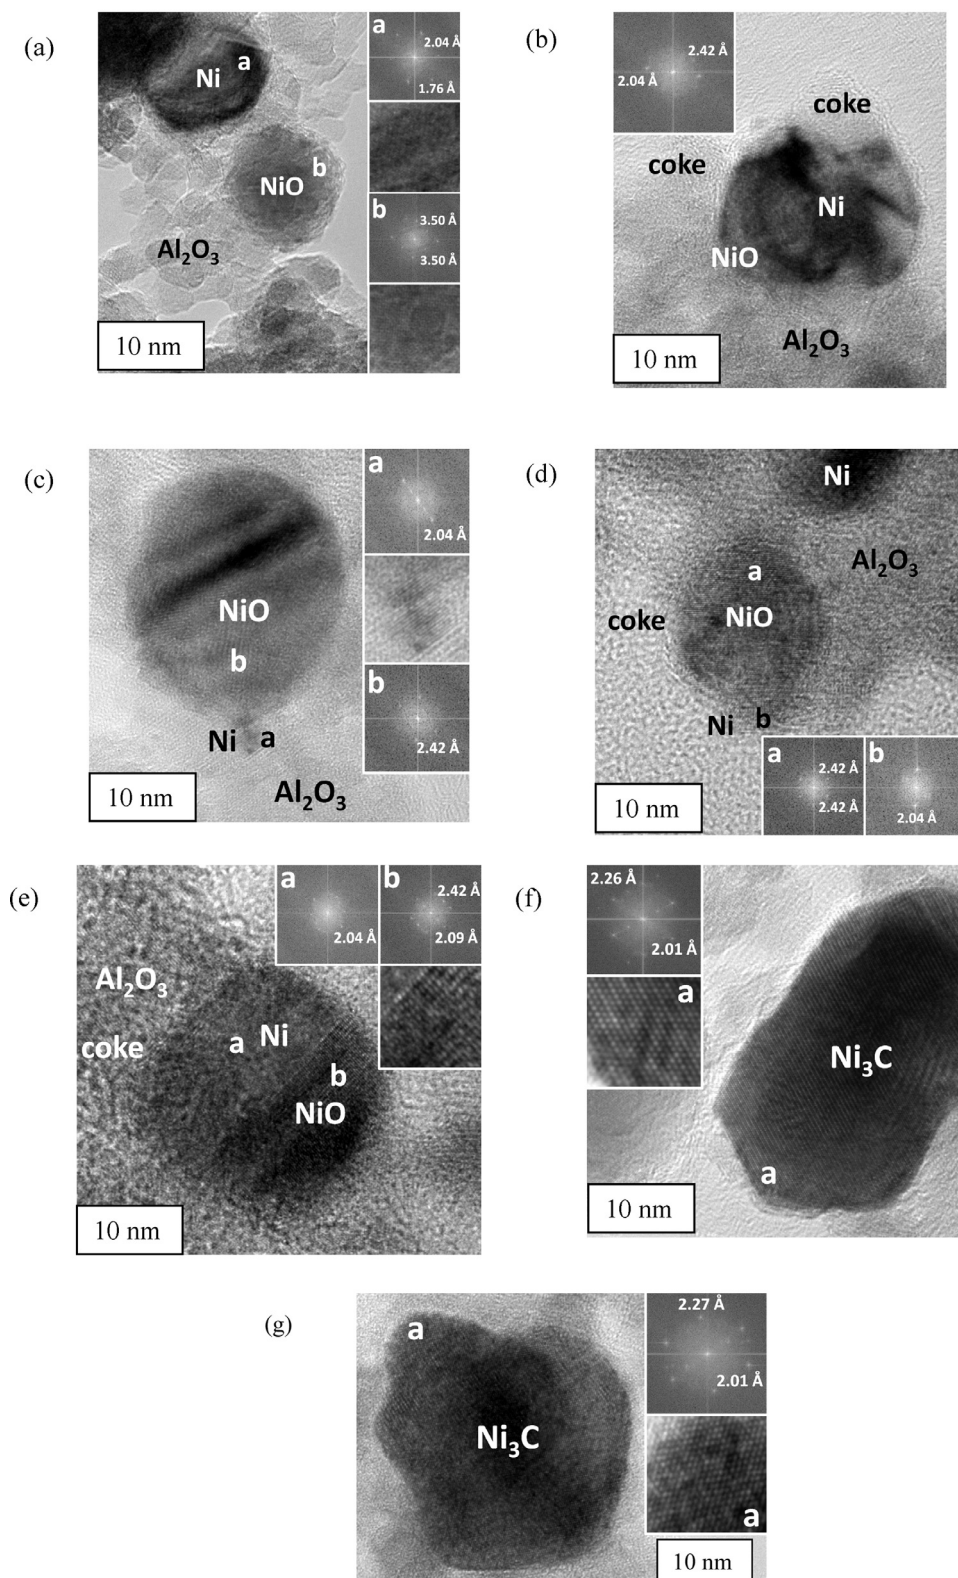 (a)
Ni
a
NiO
b
Al₂O₃
10 nm
a
2.04 Å
1.76 Å
b
3.50 Å
3.50 Å
(b)
2.42 Å
2.04 Å
coke
coke
Ni
NiO
Al₂O₃
10 nm
(c)
NiO
b
Ni
a
Al₂O₃
10 nm
a
2.04 Å
b
2.42 Å
(d)
Ni
a
NiO
Al₂O₃
coke
Ni
b
10 nm
a
2.42 Å
2.42 Å
b
2.04 Å
(e)
a
2.04 Å
b
2.42 Å
2.09 Å
Al₂O₃
coke
a
Ni
b
NiO
10 nm
(f)
2.26 Å
2.01 Å
a
Ni₃C
a
10 nm
(g)
a
Ni₃C
2.27 Å
2.01 Å
a
10 nm